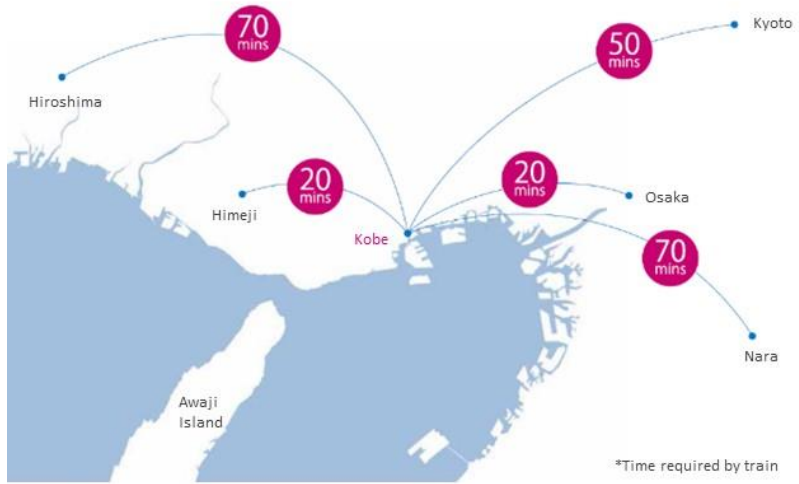 70
mins
50
mins
Kyoto
Hiroshima
20
mins
20
mins
Himeji
Osaka
Kobe
70
mins
Nara
Awaji
Island
*Time required by train